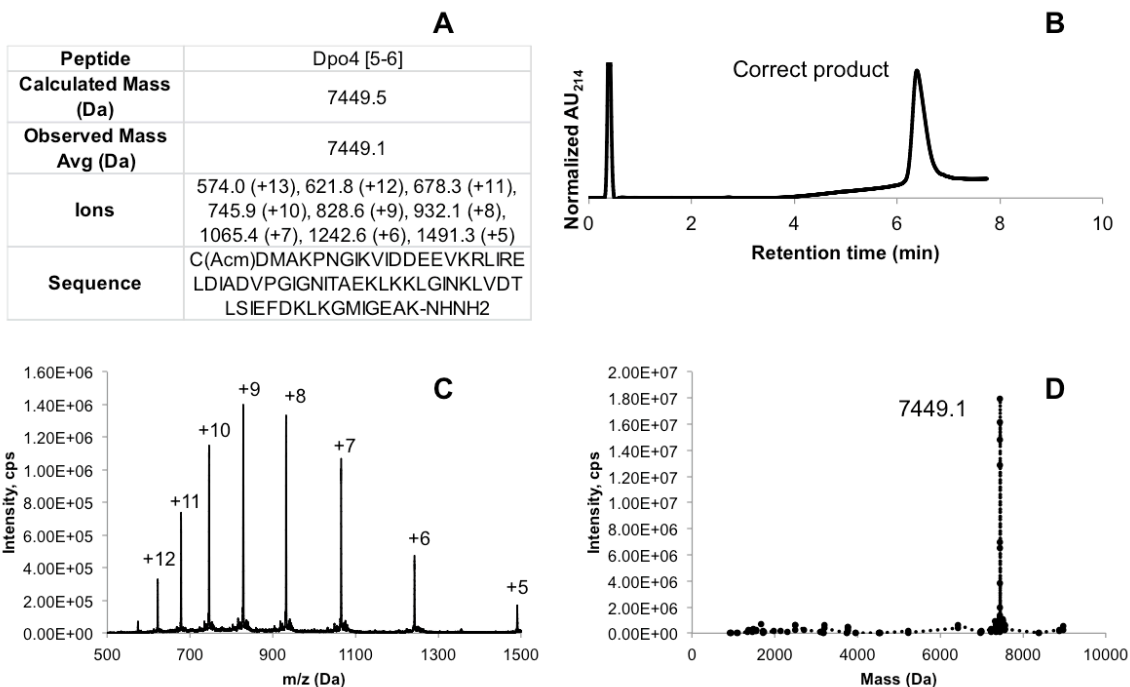 A
Peptide
Dpo4 [5-6]
Calculated Mass
(Da)
7449.5
Observed Mass
Avg (Da)
7449.1
Ions
574.0 (+13), 621.8 (+12), 678.3 (+11),
745.9 (+10), 828.6 (+9), 932.1 (+8),
1065.4 (+7), 1242.6 (+6), 1491.3 (+5)
Sequence
C(Acm)DMAKPNGIKVIDDEEVKRLIRE
LDIADVPGIGNITAEKLKKLGINKLVDT
LSIEFDKLKGMIGEAK-NHNH2
B
Correct product
Normalized AU214
0 2 4 6 8 10
Retention time (min)
C
1.60E+06
1.40E+06
1.20E+06
1.00E+06
8.00E+05
6.00E+05
4.00E+05
2.00E+05
0.00E+00
Intensity, cps
+12
+11
+10
+9
+8
+7
+6
+5
500 700 900 1100 1300 1500
m/z (Da)
D
2.00E+07
1.80E+07
1.60E+07
1.40E+07
1.20E+07
1.00E+07
8.00E+06
6.00E+06
4.00E+06
2.00E+06
0.00E+00
Intensity, cps
7449.1
0 2000 4000 6000 8000 10000
Mass (Da)